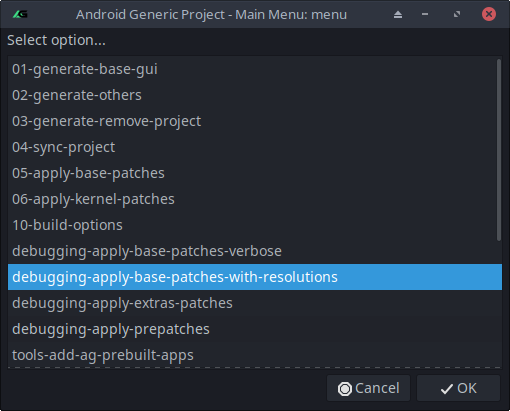 Android Generic Project - Main Menu: menu
Select option...
01-generate-base-gui
02-generate-others
03-generate-remove-project
04-sync-project
05-apply-base-patches
06-apply-kernel-patches
10-build-options
debugging-apply-base-patches-verbose
debugging-apply-base-patches-with-resolutions
debugging-apply-extras-patches
debugging-apply-prepatches
tools-add-ag-prebuilt-apps
Cancel OK